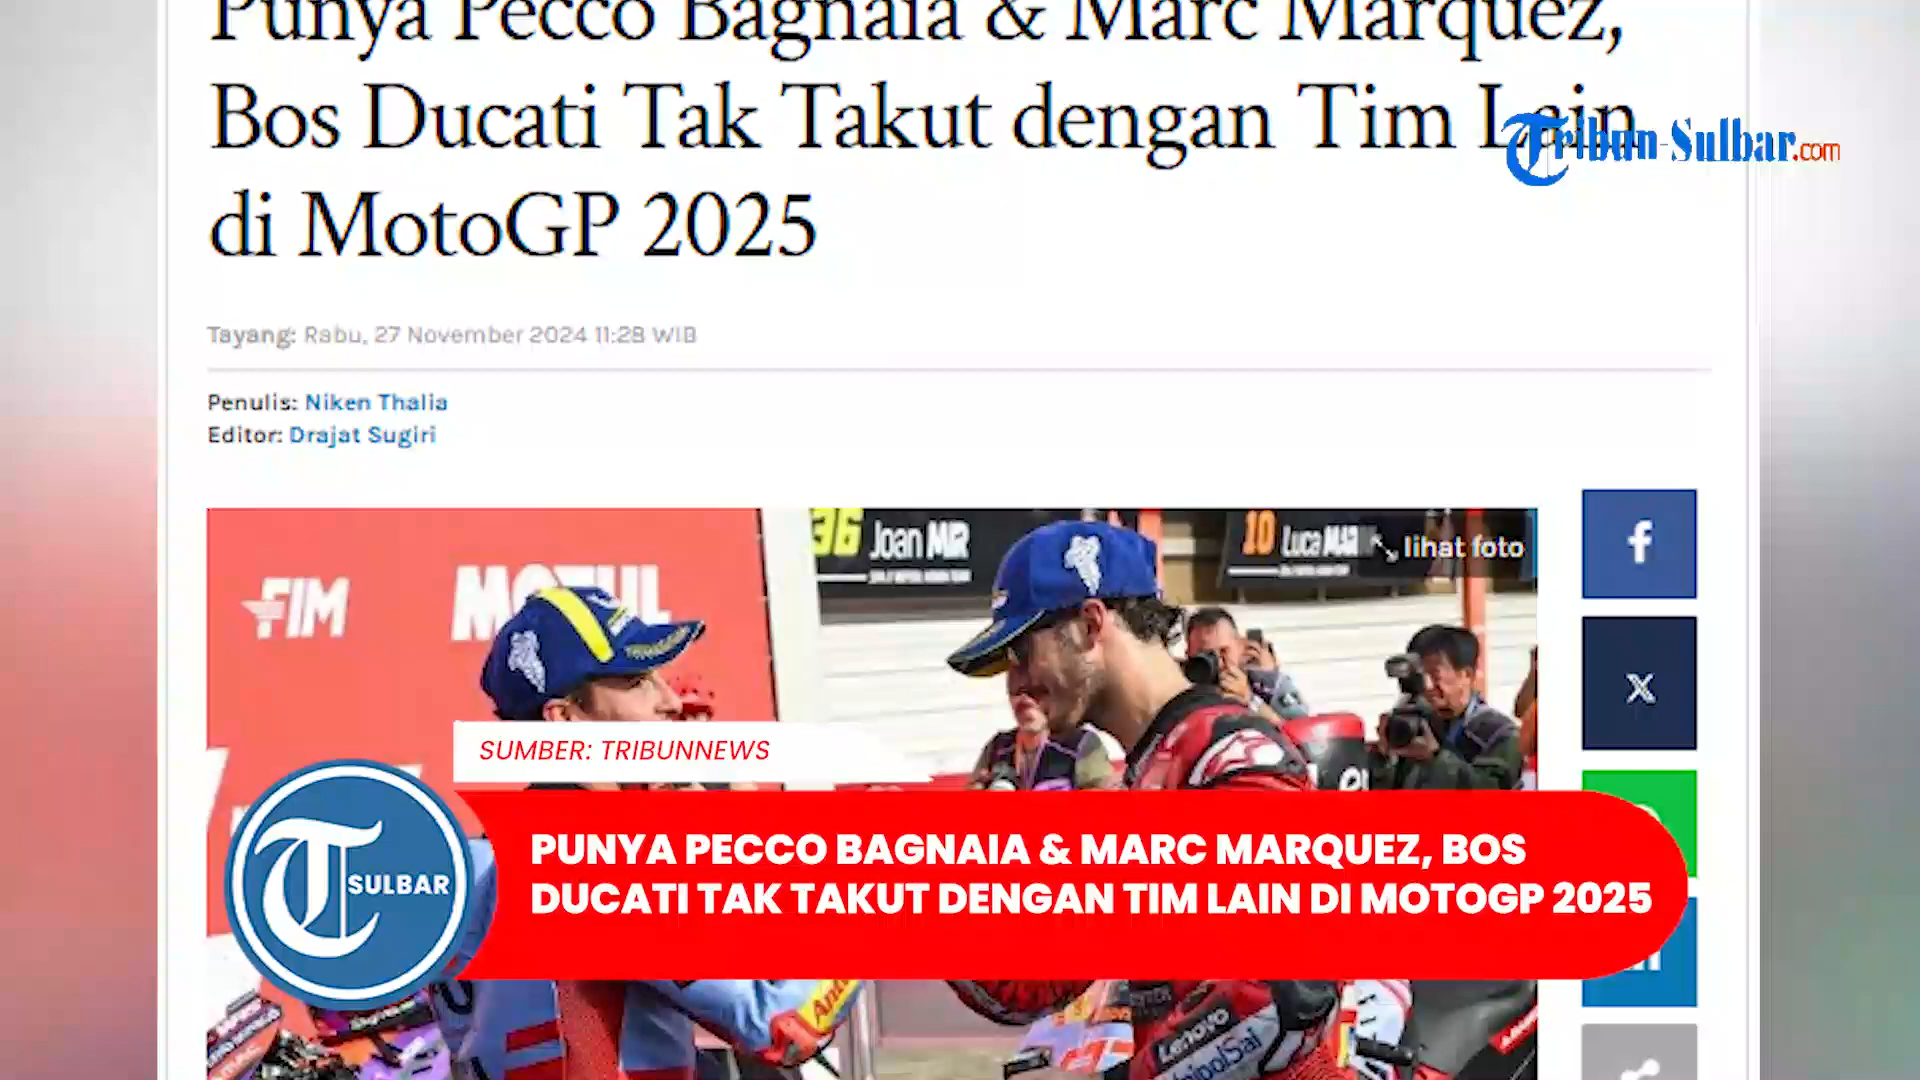 Punya Pecco Bagnaia & Marc Marquez,
Bos Ducati Tak Takut dengan Tim Lain
di MotoGP 2025
Tribun-Sulbar.com
Tayang: Rabu, 27 November 2024 11:28 WIB
Penulis: Niken Thalia
Editor: Drajat Sugiri
36 Joan MIR
10 Luca MAR
lihat foto
FIM
MOTUL
f
X
SUMBER: TRIBUNNEWS
T SULBAR
PUNYA PECCO BAGNAIA & MARC MARQUEZ, BOS
DUCATI TAK TAKUT DENGAN TIM LAIN DI MOTOGP 2025
Lenovo